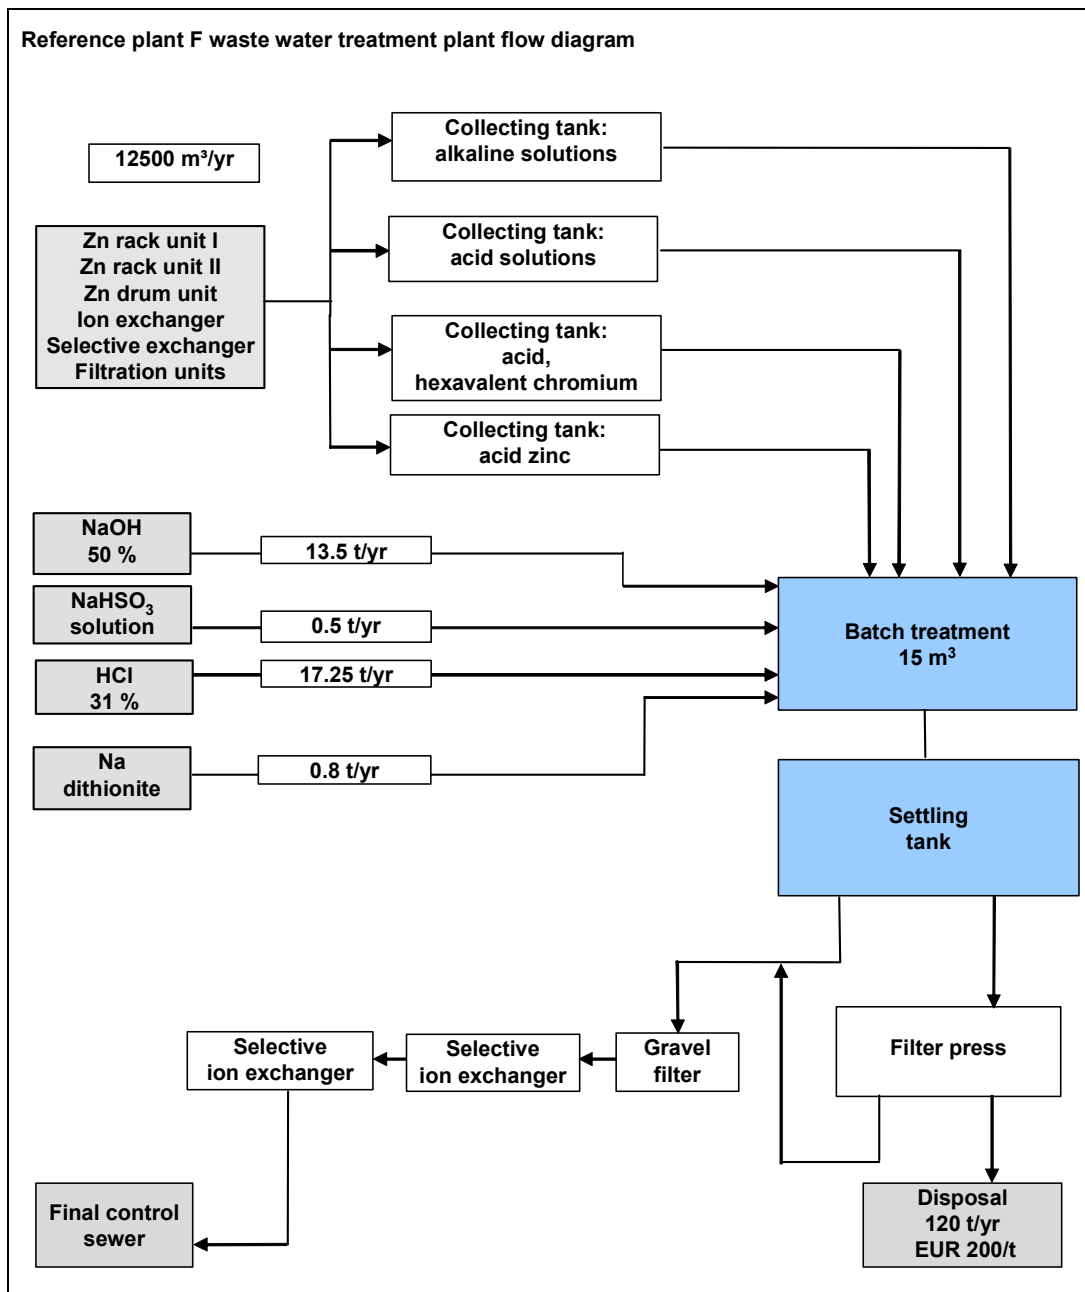 Reference plant F waste water treatment plant flow diagram
12500 m³/yr
Collecting tank:
alkaline solutions
Zn rack unit I
Zn rack unit II
Zn drum unit
Ion exchanger
Selective exchanger
Filtration units
Collecting tank:
acid solutions
Collecting tank:
acid,
hexavalent chromium
Collecting tank:
acid zinc
NaOH
50 %
13.5 t/yr
NaHSO₃
solution
0.5 t/yr
HCl
31 %
17.25 t/yr
Na
dithionite
0.8 t/yr
Batch treatment
15 m³
Settling
tank
Filter press
Gravel
filter
Selective
ion exchanger
Selective
ion exchanger
Final control
sewer
Disposal
120 t/yr
EUR 200/t